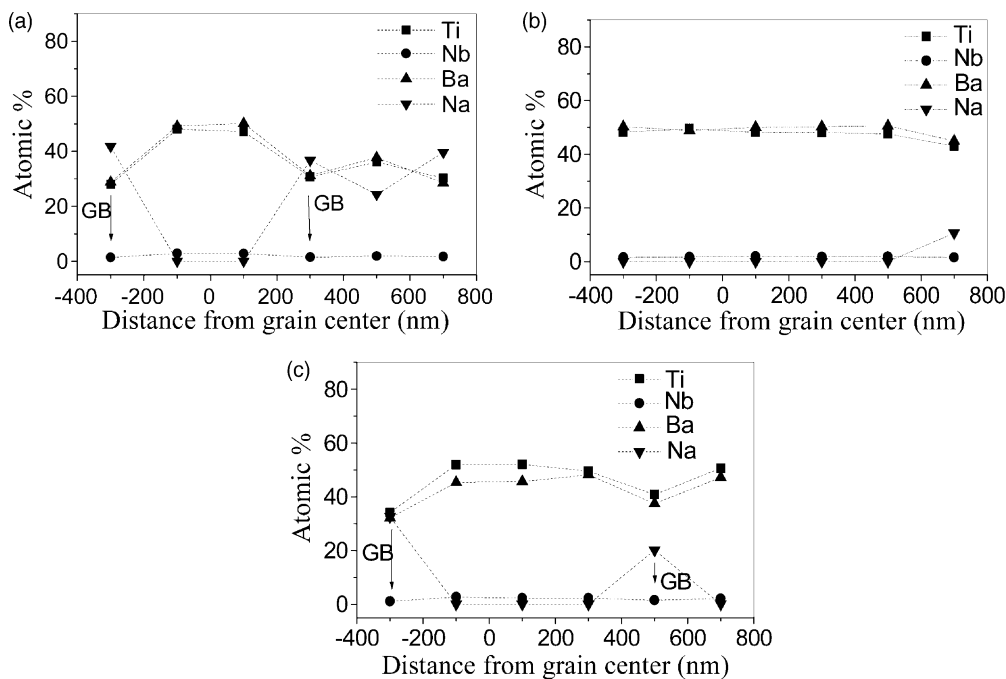 (a)
Ti
Nb
Ba
Na
80
60
40
20
0
Atomic %
GB
GB
-400 -200 0 200 400 600 800
Distance from grain center (nm)
(b)
Ti
Nb
Ba
Na
80
60
40
20
0
Atomic %
-400 -200 0 200 400 600 800
Distance from grain center (nm)
(c)
Ti
Nb
Ba
Na
80
60
40
20
0
Atomic %
GB
GB
-400 -200 0 200 400 600 800
Distance from grain center (nm)